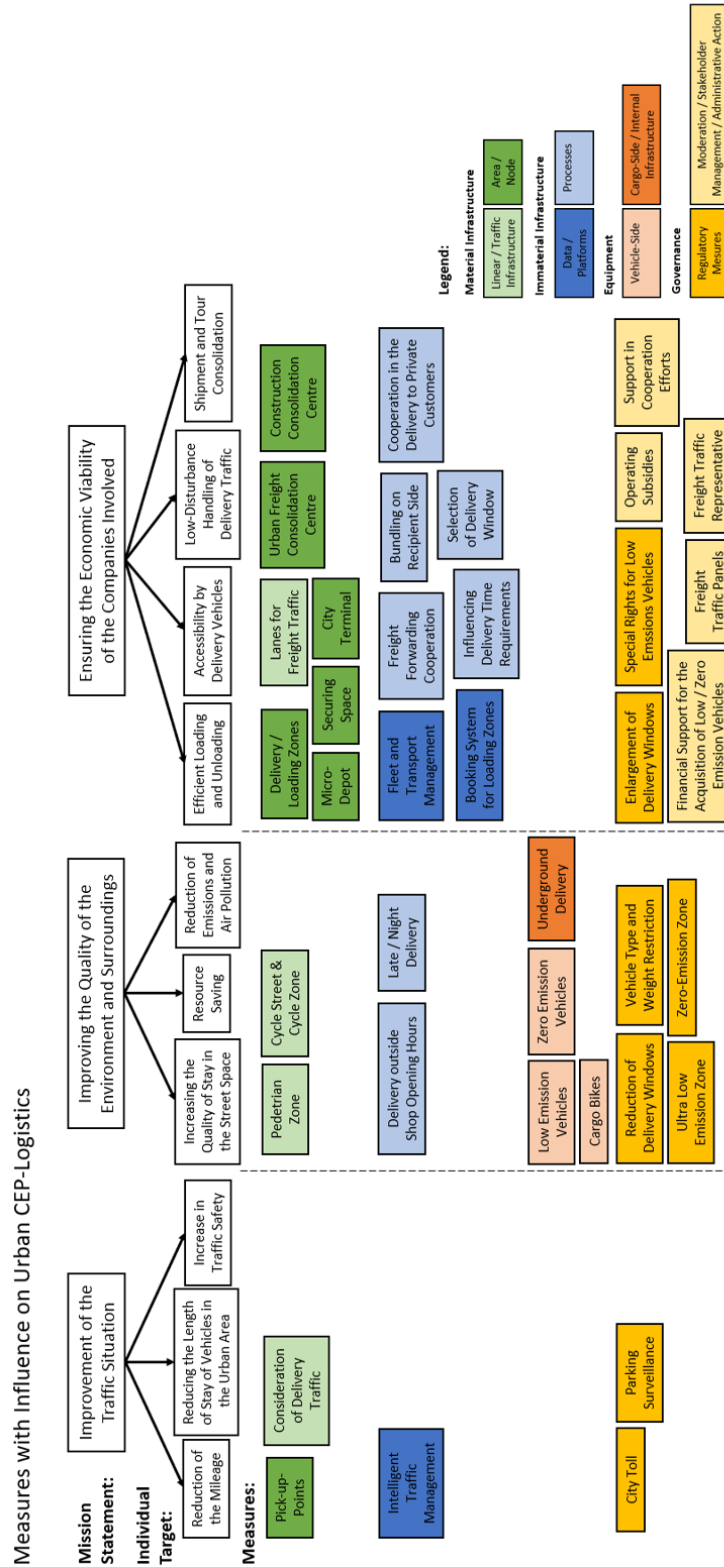 Measures with Influence on Urban CEP-Logistics
Mission
Statement:
Improvement of the
Traffic Situation
Improving the Quality of the
Environment and Surroundings
Ensuring the Economic Viability
of the Companies Involved
Individual
Target:
Reduction of
the Mileage
Reducing the Length
of Stay of Vehicles in
the Urban Area
Increase in
Traffic Safety
Increasing the
Quality of Stay in
the Street Space
Resource
Saving
Reduction of
Emissions and
Air Pollution
Efficient Loading
and Unloading
Accessibility by
Delivery Vehicles
Low-Disturbance
Handling of
Delivery Traffic
Shipment and Tour
Consolidation
Measures:
Pick-up-
Points
Consideration
of Delivery
Traffic
Pedetrian
Zone
Cycle Street &
Cycle Zone
Delivery /
Loading Zones
Lanes for
Freight Traffic
Urban Freight
Consolidation
Centre
Construction
Consolidation
Centre
Micro-
Depot
Securing
Space
City
Terminal
Intelligent
Traffic
Management
Delivery outside
Shop Opening Hours
Late / Night
Delivery
Fleet and
Transport
Management
Freight
Forwarding
Cooperation
Bundling on
Recipient Side
Cooperation in the
Delivery to Private
Customers
Booking System
for Loading Zones
Influencing
Delivery Time
Requirements
Selection of
Delivery
Window
Low Emission
Vehicles
Zero Emission
Vehicles
Underground
Delivery
Cargo Bikes
City Toll
Parking
Surveillance
Reduction of
Delivery Windows
Vehicle Type and
Weight Restriction
Ultra Low
Emission Zone
Zero-Emission Zone
Enlargement of
Delivery Windows
Special Rights for Low
Emssions Vehicles
Operating
Subsidies
Support in
Cooperation
Efforts
Financial Support for the
Acquisition of Low / Zero
Emission Vehicles
Freight
Traffic Panels
Freight Traffic
Representative
Legend:
Material Infrastructure
Linear / Traffic
Infrastructure
Area /
Node
Immaterial Infrastructure
Data /
Platforms
Processes
Equipment
Vehicle-Side
Cargo-Side / Internal
Infrastructure
Governance
Regulatory
Mesures
Moderation / Stakeholder
Management / Administrative Action